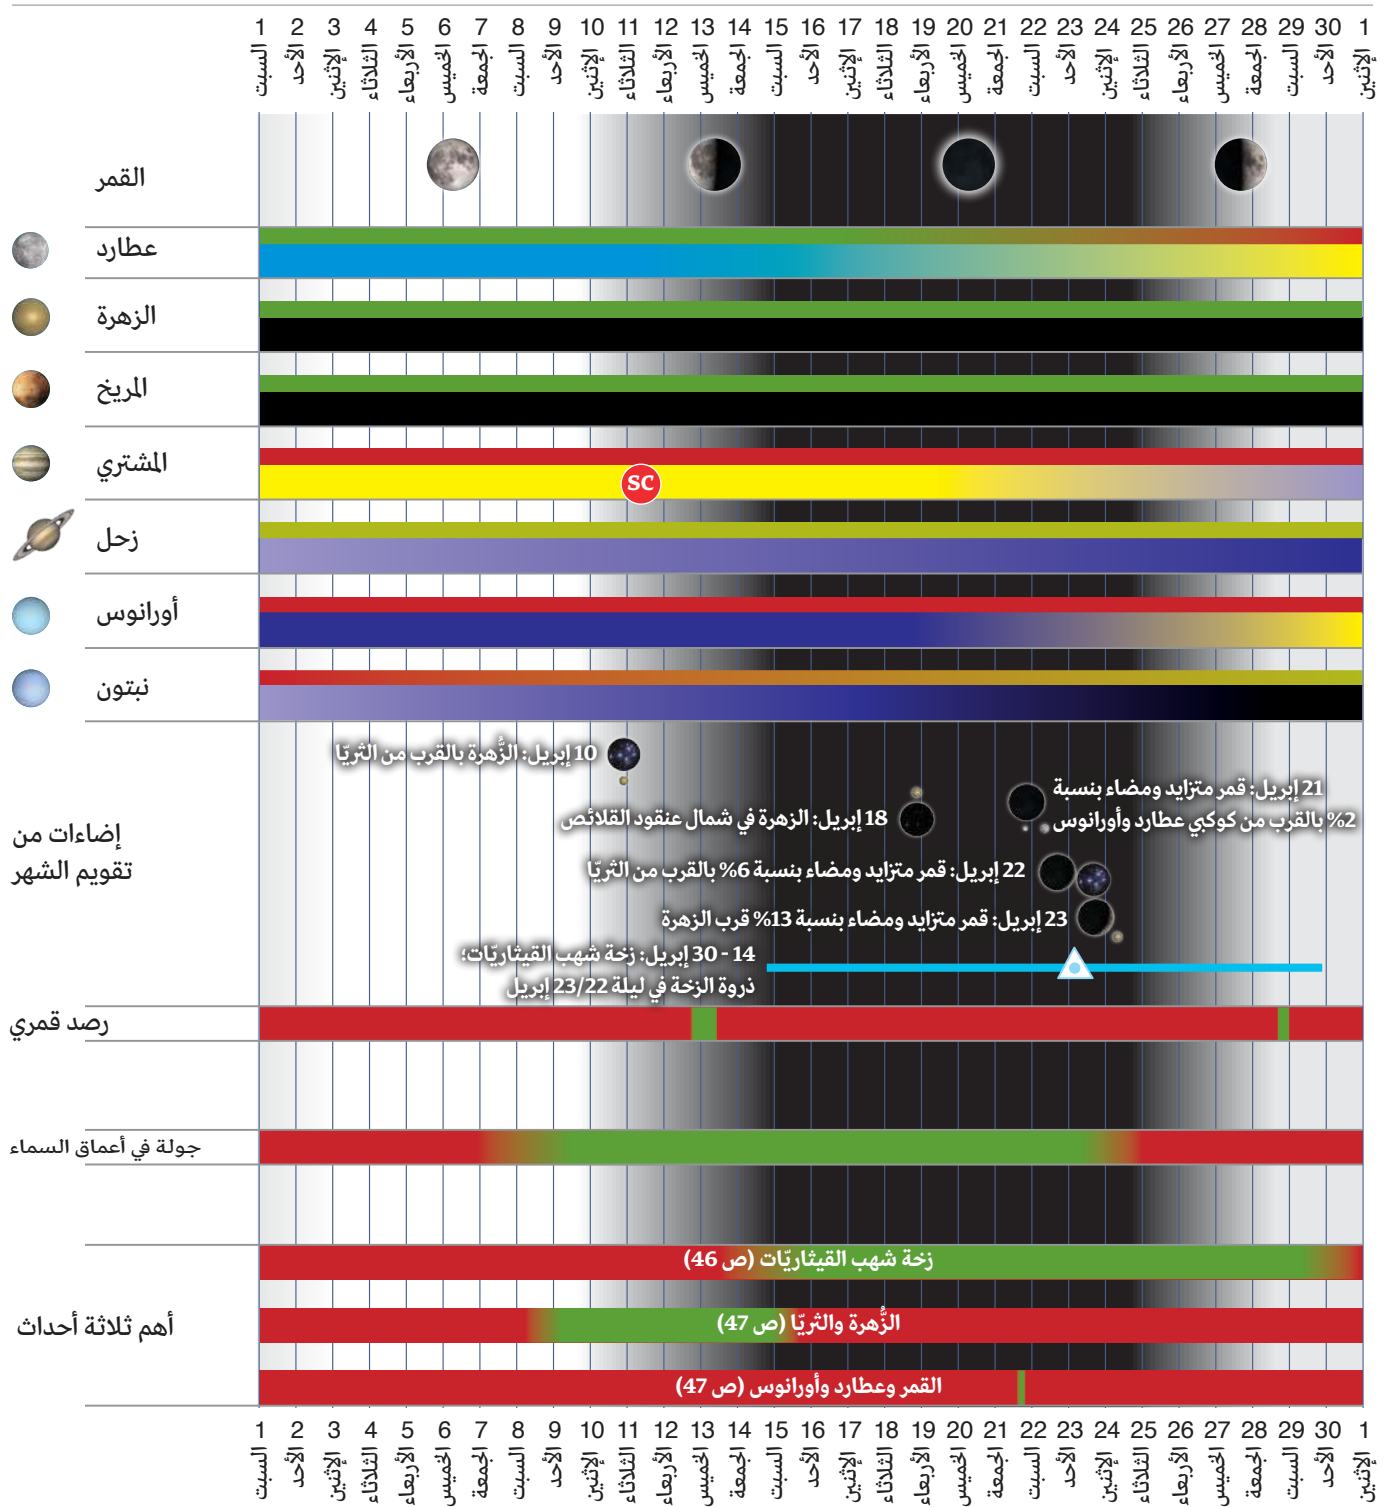 1 2 3 4 5 6 7 8 9 10 11 12 13 14 15 16 17 18 19 20 21 22 23 24 25 26 27 28 29 30 1
السبت الأحد الإثنين الثلاثاء الأربعاء الخميس الجمعة السبت الأحد الإثنين الثلاثاء الأربعاء الخميس الجمعة السبت الأحد الإثنين الثلاثاء الأربعاء الخميس الجمعة السبت الأحد الإثنين الثلاثاء الأربعاء الخميس الجمعة السبت الأحد الإثنين
القمر
عطارد
الزهرة
المريخ
المشتري
SC
زحل
أورانوس
نبتون
إضاءات من
تقويم الشهر
10 إبريل: الزُّهرة بالقرب من الثريّا
18 إبريل: الزهرة في شمال عنقود القلائص
21 إبريل: قمر متزايد ومضاء بنسبة
2% بالقرب من كوكبي عطارد وأورانوس
22 إبريل: قمر متزايد ومضاء بنسبة 6% بالقرب من الثريّا
23 إبريل: قمر متزايد ومضاء بنسبة 13% قرب الزهرة
14 - 30 إبريل: زخة شهب القيثاريّات؛
ذروة الزخة في ليلة 23/22 إبريل
رصد قمري
جولة في أعماق السماء
أهم ثلاثة أحداث
زخة شهب القيثاريّات (ص 46)
الزُّهرة والثريّا (ص 47)
القمر وعطارد وأورانوس (ص 47)
1 2 3 4 5 6 7 8 9 10 11 12 13 14 15 16 17 18 19 20 21 22 23 24 25 26 27 28 29 30 1
السبت الأحد الإثنين الثلاثاء الأربعاء الخميس الجمعة السبت الأحد الإثنين الثلاثاء الأربعاء الخميس الجمعة السبت الأحد الإثنين الثلاثاء الأربعاء الخميس الجمعة السبت الأحد الإثنين الثلاثاء الأربعاء الخميس الجمعة السبت الأحد الإثنين